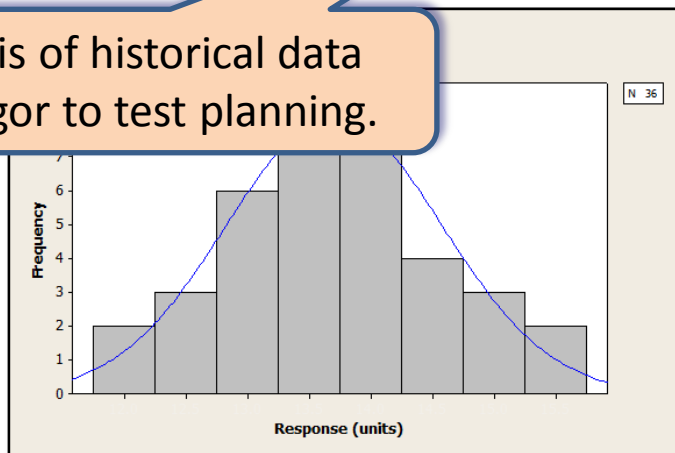 is of historical data
gor to test planning.
N 36
7
6
5
4
3
2
1
0
Frequency
Response (units)